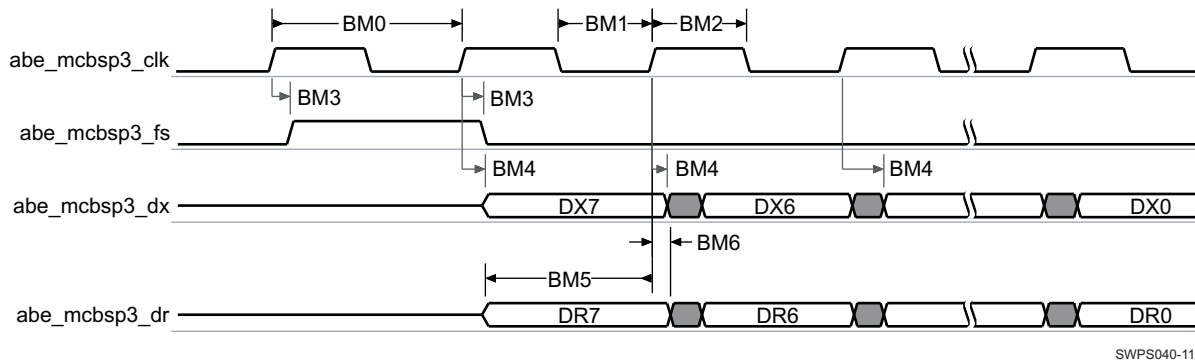 BM0 BM1 BM2
abe_mcbsp3_clk
BM3 BM3
abe_mcbsp3_fs
BM4 BM4 BM4
abe_mcbsp3_dx DX7 DX6 DX0
BM6
BM5
abe_mcbsp3_dr DR7 DR6 DR0
SWPS040-11